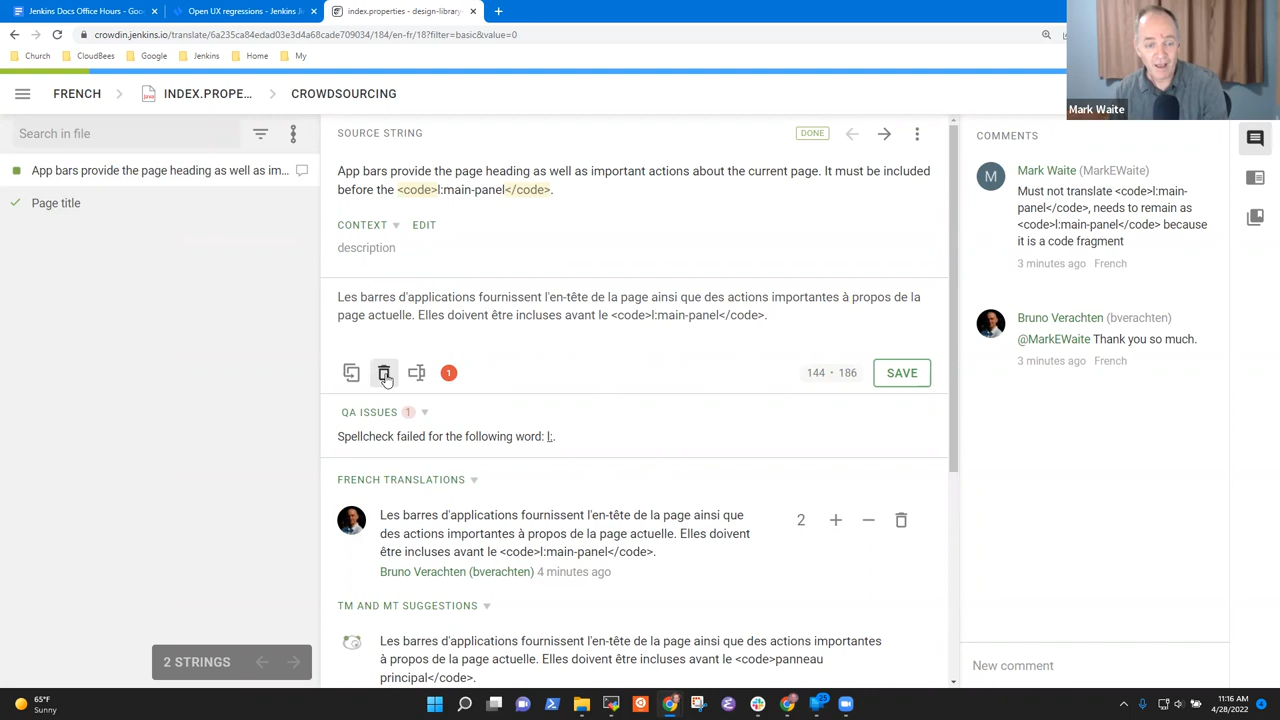 Jenkins Docs Office Hours - Goo
Open UX regressions - Jenkins Ji
index.properties - design-library
crowdin.jenkins.io/translate/6a235ca84edad03e3d4a68cade709034/184/en-fr/18?filter=basic&value=0
Church
CloudBees
Google
Jenkins
Home
My
Mark Waite
FRENCH
INDEX.PROPE...
CROWDSOURCING
Search in file
App bars provide the page heading as well as im...
Page title
2 STRINGS
SOURCE STRING
DONE
App bars provide the page heading as well as important actions about the current page. It must be included
before the <code>l:main-panel</code>.
CONTEXT
EDIT
description
Les barres d'applications fournissent l'en-tête de la page ainsi que des actions importantes à propos de la
page actuelle. Elles doivent être incluses avant le <code>l:main-panel</code>.
1
144 • 186
SAVE
QA ISSUES 1
Spellcheck failed for the following word: l:.
FRENCH TRANSLATIONS
Les barres d'applications fournissent l'en-tête de la page ainsi que
des actions importantes à propos de la page actuelle. Elles doivent
être incluses avant le <code>l:main-panel</code>.
2
Bruno Verachten (bverachten) 4 minutes ago
TM AND MT SUGGESTIONS
Les barres d'applications fournissent l'en-tête de la page ainsi que des actions importantes
à propos de la page actuelle. Elles doivent être incluses avant le <code>panneau
principal</code>.
COMMENTS
M
Mark Waite (MarkEWaite)
Must not translate <code>l:main-
panel</code>, needs to remain as
<code>l:main-panel</code> because
it is a code fragment
3 minutes ago French
Bruno Verachten (bverachten)
@MarkEWaite Thank you so much.
3 minutes ago French
New comment
65°F
Sunny
11:16 AM
4/28/2022